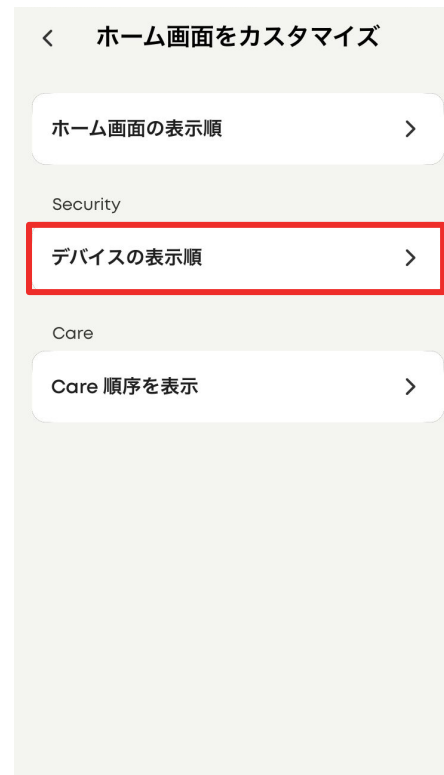 ホーム画面をカスタマイズ
ホーム画面の表示順
Security
デバイスの表示順
Care
Care 順序を表示